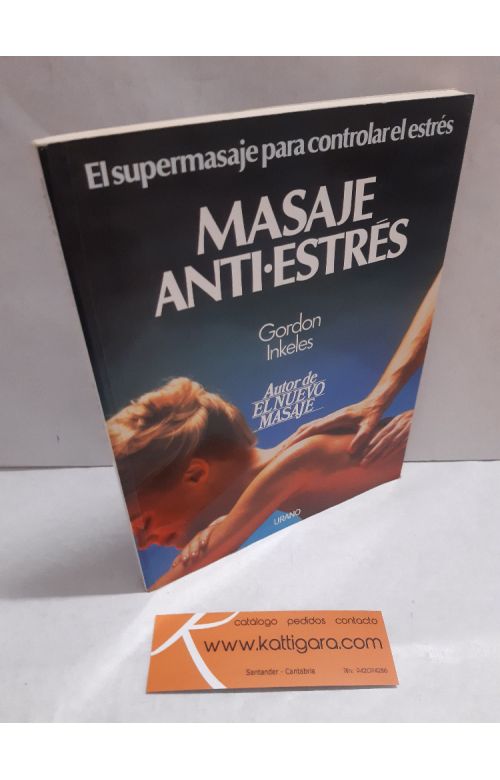 El supermasaje para controlar el estrés
MASAJE
ANTI·ESTRÉS
Gordon
Inkeles
Autor de
EL NUEVO
MASAJE
URANO
catálogo pedidos contacto
www.kattigara.com
Santander - Cantabria